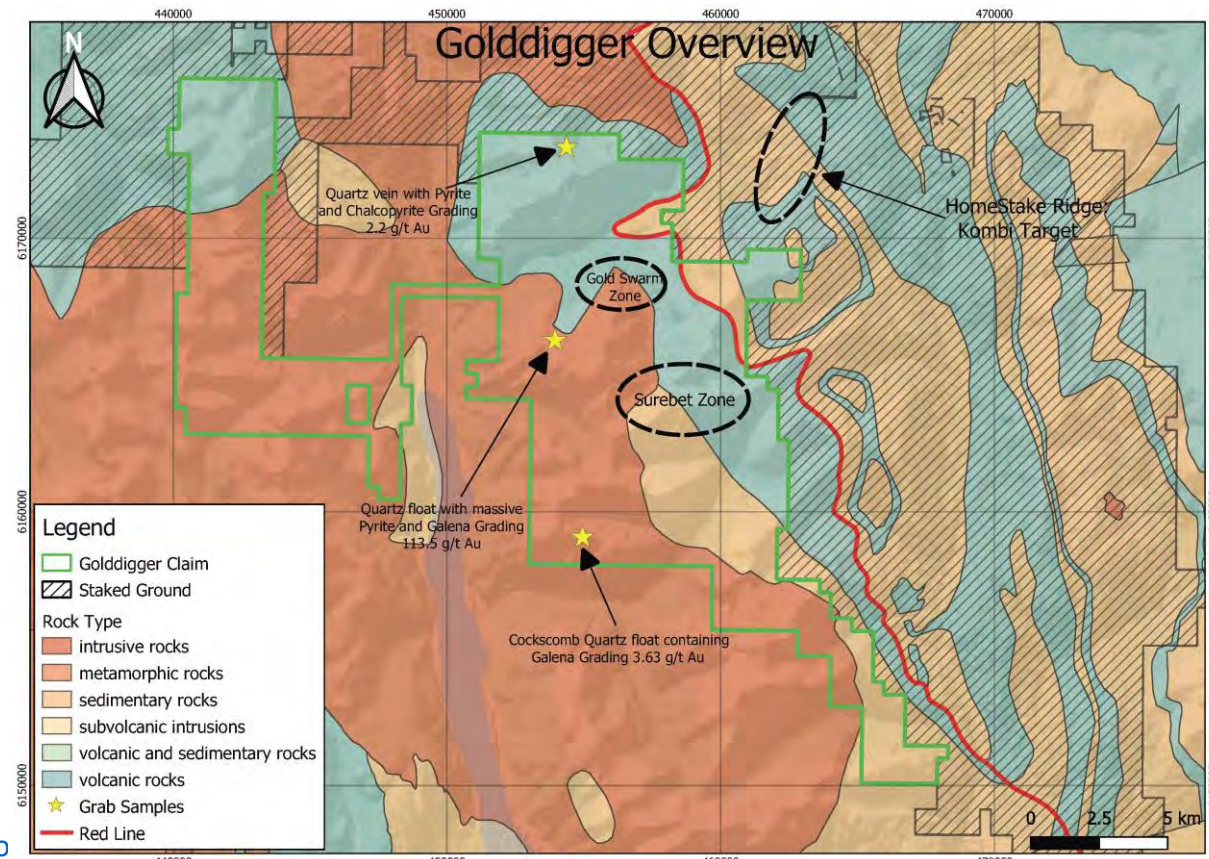 440000
450000
460000
470000
Golddigger Overview
N
Quartz vein with Pyrite
and Chalcopyrite Grading
2.2 g/t Au
HomeStake Ridge:
Kombi Target
6170000
6170000
Gold Swarm
Zone
Surebet Zone
Quartz float with massive
Pyrite and Galena Grading
113.5 g/t Au
6160000
6160000
Cockscomb Quartz float containing
Galena Grading 3.63 g/t Au
Legend
Golddigger Claim
Staked Ground
Rock Type
intrusive rocks
metamorphic rocks
sedimentary rocks
subvolcanic intrusions
volcanic and sedimentary rocks
volcanic rocks
Grab Samples
Red Line
6150000
6150000
0 2.5 5 km